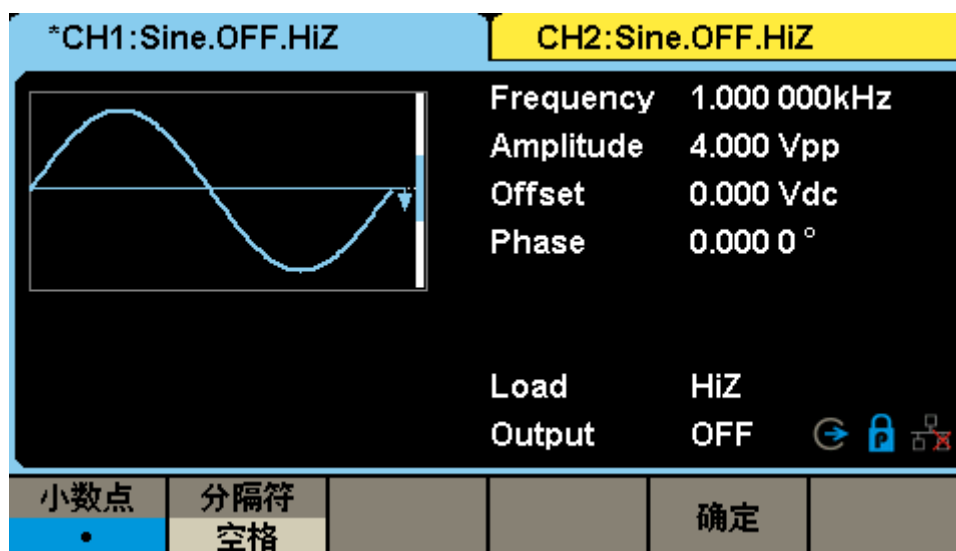 *CH1:Sine.OFF.HiZ
CH2:Sine.OFF.HiZ
Frequency 1.000 000kHz
Amplitude 4.000 Vpp
Offset 0.000 Vdc
Phase 0.000 0 °
Load HiZ
Output OFF
小数点 分隔符 确定
• 空格